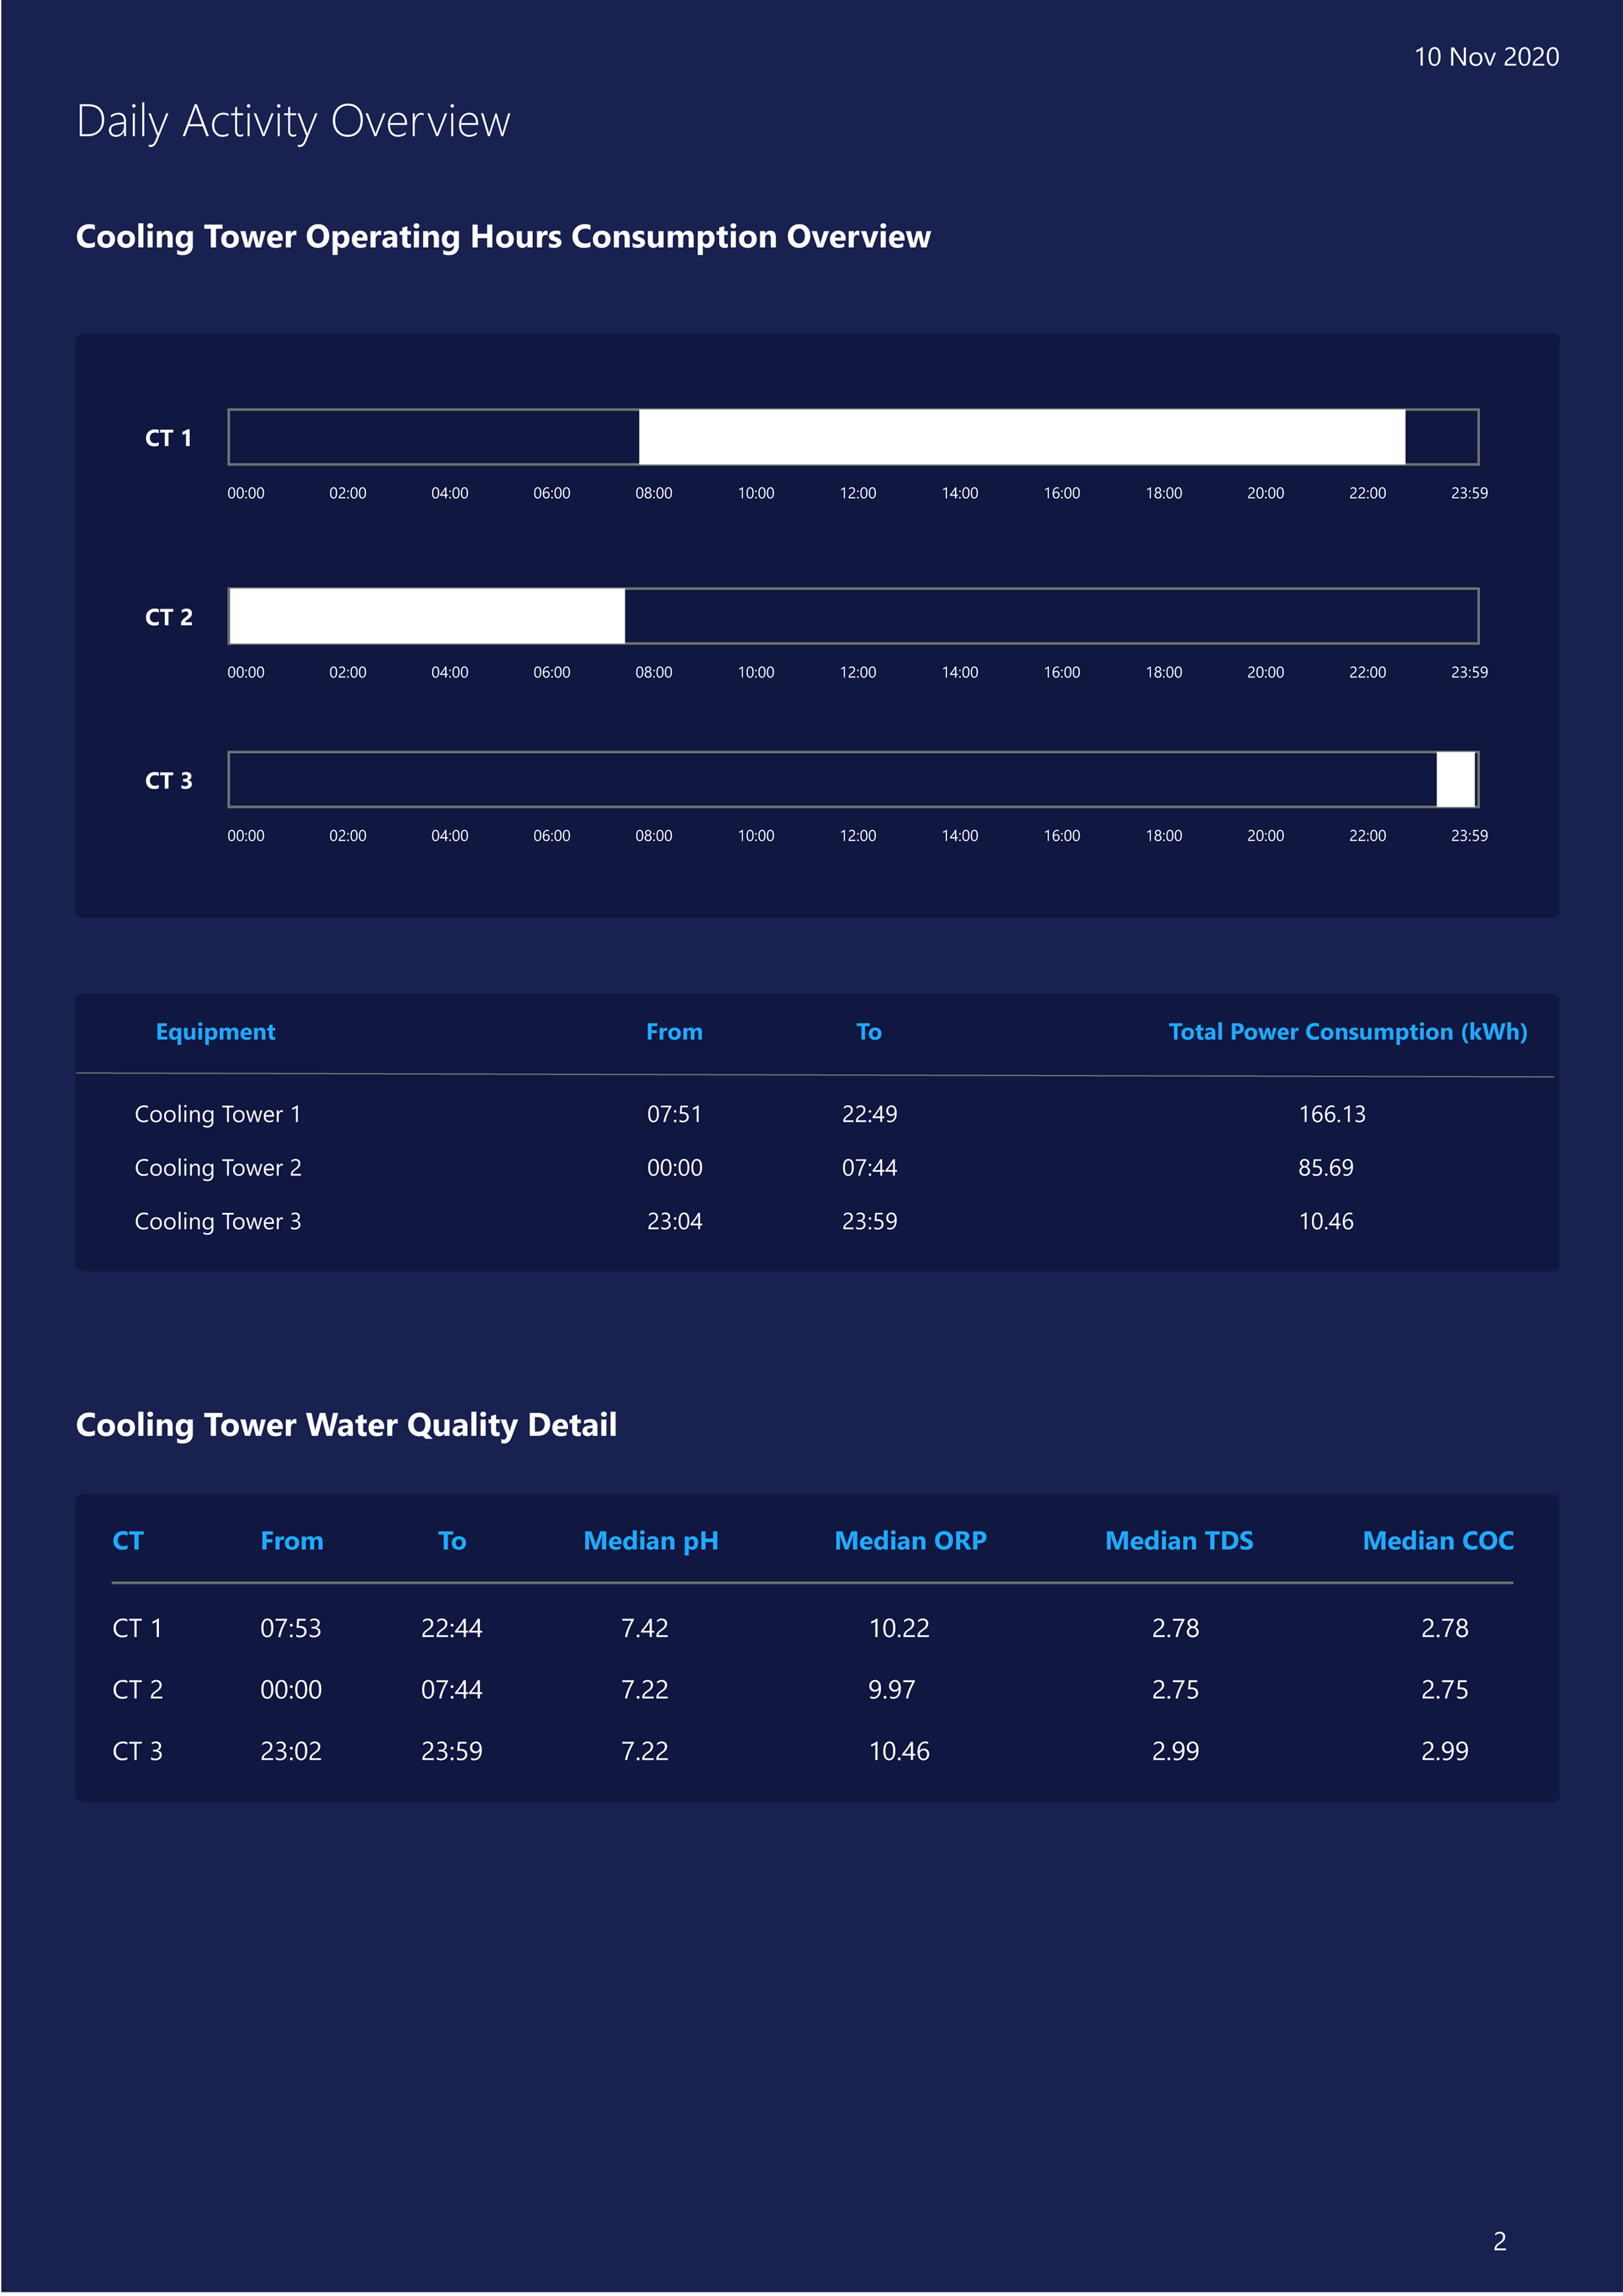 10 Nov 2020
Daily Activity Overview
Cooling Tower Operating Hours Consumption Overview
CT 1
00:00 02:00 04:00 06:00 08:00 10:00 12:00 14:00 16:00 18:00 20:00 22:00 23:59
CT 2
00:00 02:00 04:00 06:00 08:00 10:00 12:00 14:00 16:00 18:00 20:00 22:00 23:59
CT 3
00:00 02:00 04:00 06:00 08:00 10:00 12:00 14:00 16:00 18:00 20:00 22:00 23:59
Equipment From To Total Power Consumption (kWh)
Cooling Tower 1 07:51 22:49 166.13
Cooling Tower 2 00:00 07:44 85.69
Cooling Tower 3 23:04 23:59 10.46
Cooling Tower Water Quality Detail
CT From To Median pH Median ORP Median TDS Median COC
CT 1 07:53 22:44 7.42 10.22 2.78 2.78
CT 2 00:00 07:44 7.22 9.97 2.75 2.75
CT 3 23:02 23:59 7.22 10.46 2.99 2.99
2